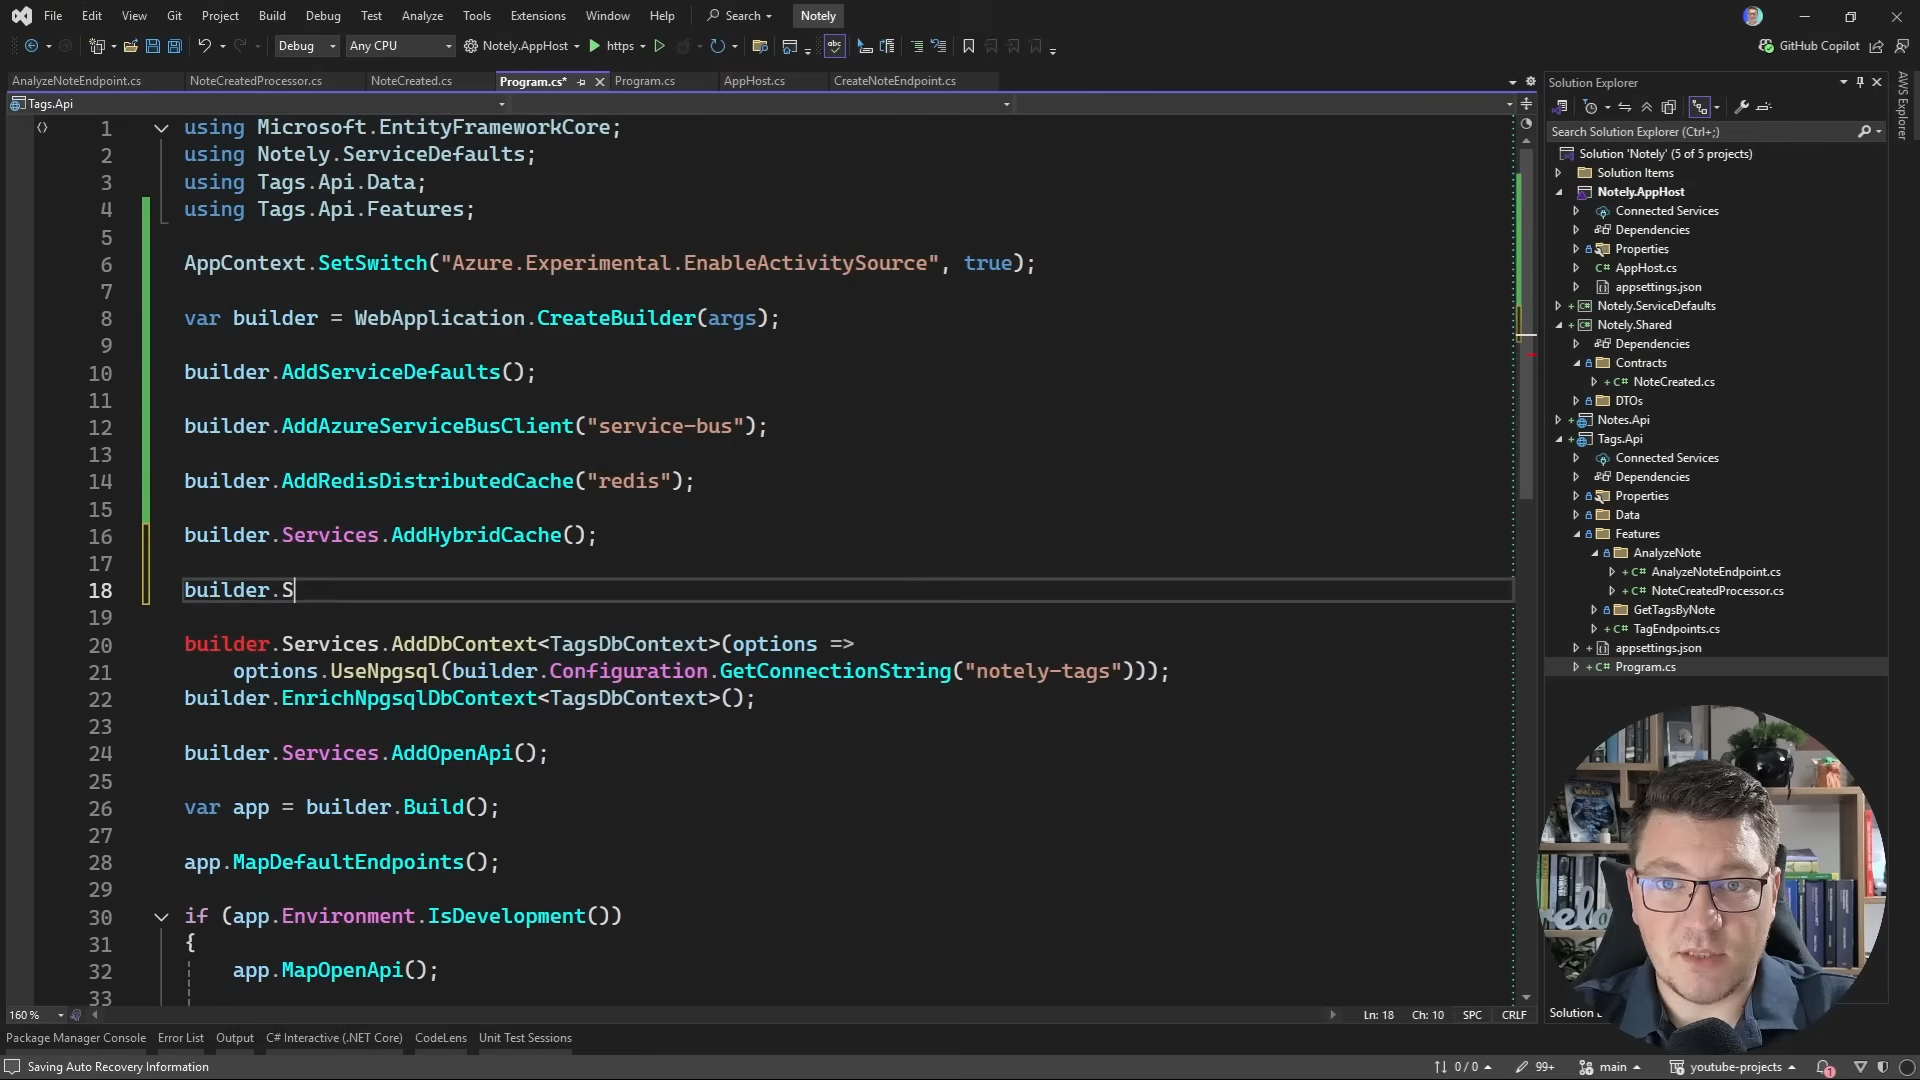 File Edit View Git Project Build Debug Test Analyze Tools Extensions Window Help Search Notely
Debug Any CPU Notely.AppHost https GitHub Copilot
AnalyzeNoteEndpoint.cs NoteCreatedProcessor.cs NoteCreated.cs Program.cs* Program.cs AppHost.cs CreateNoteEndpoint.cs
Tags.Api
1 using Microsoft.EntityFrameworkCore;
2 using Notely.ServiceDefaults;
3 using Tags.Api.Data;
4 using Tags.Api.Features;
5
6 AppContext.SetSwitch("Azure.Experimental.EnableActivitySource", true);
7
8 var builder = WebApplication.CreateBuilder(args);
9
10 builder.AddServiceDefaults();
11
12 builder.AddAzureServiceBusClient("service-bus");
13
14 builder.AddRedisDistributedCache("redis");
15
16 builder.Services.AddHybridCache();
17
18 builder.S
19
20 builder.Services.AddDbContext<TagsDbContext>(options =>
21 options.UseNpgsql(builder.Configuration.GetConnectionString("notely-tags")));
22 builder.EnrichNpgsqlDbContext<TagsDbContext>();
23
24 builder.Services.AddOpenApi();
25
26 var app = builder.Build();
27
28 app.MapDefaultEndpoints();
29
30 if (app.Environment.IsDevelopment())
31 {
32 app.MapOpenApi();
33
160 % Ln: 18 Ch: 10 SPC CRLF
Solution Explorer
Search Solution Explorer (Ctrl+;)
Solution 'Notely' (5 of 5 projects)
Solution Items
Notely.AppHost
Connected Services
Dependencies
Properties
AppHost.cs
appsettings.json
Notely.ServiceDefaults
Notely.Shared
Dependencies
Contracts
NoteCreated.cs
DTOs
Notes.Api
Tags.Api
Connected Services
Dependencies
Properties
Data
Features
AnalyzeNote
AnalyzeNoteEndpoint.cs
NoteCreatedProcessor.cs
GetTagsByNote
TagEndpoints.cs
appsettings.json
Program.cs
Solution
AWS Explorer
Package Manager Console Error List Output C# Interactive (.NET Core) CodeLens Unit Test Sessions
Saving Auto Recovery Information 0 / 0 99+ main youtube-projects 1